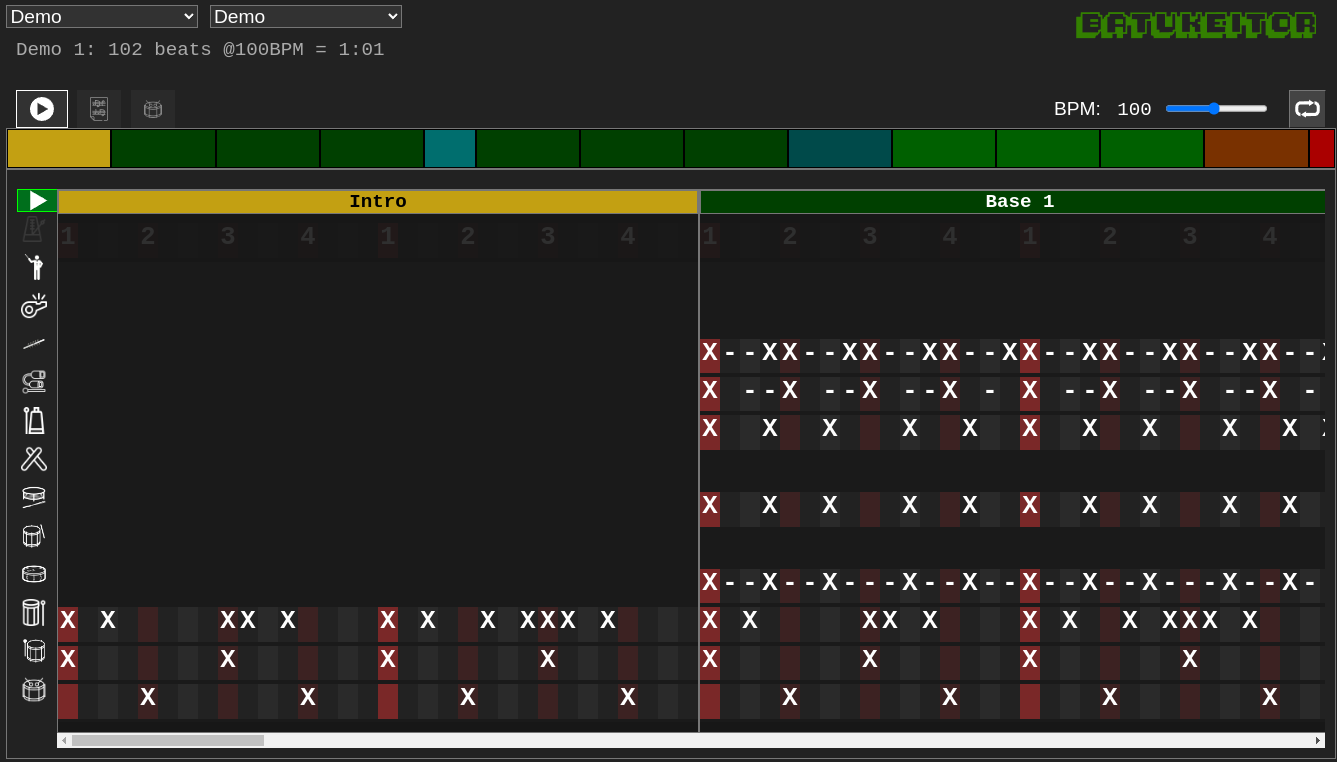 Demo Demo
BATUKEITOR
Demo 1: 102 beats @100BPM = 1:01
BPM: 100
Intro Base 1
1 2 3 4 1 2 3 4 1 2 3 4 1 2 3 4
X--XX--XX--XX--XX--XX--XX--XX--
X --X --X --X - X --X --X --X -
X X X X X X X X X X
X X X X X X X X X X
X--X--X---X--X--X--X--X---X--X-
X X XX X X X X XXX X X X XX X X X X XXX X
X X X X X X X X
X X X X X X X X